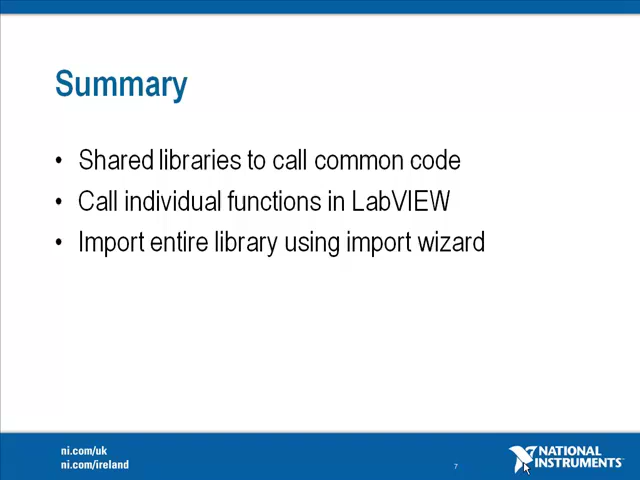 Summary
• Shared libraries to call common code
• Call individual functions in LabVIEW
• Import entire library using import wizard
ni.com/uk
ni.com/ireland
7
NATIONAL
INSTRUMENTS™